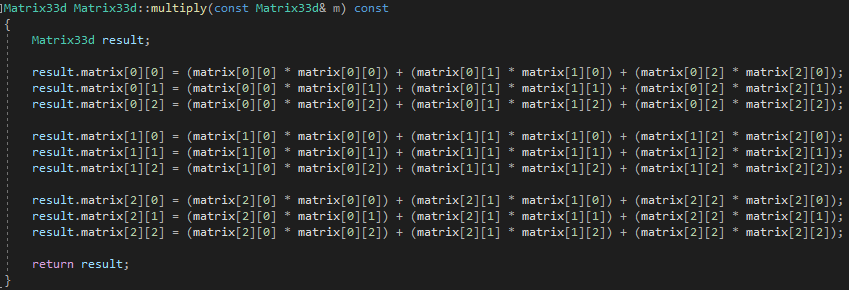 Matrix33d Matrix33d::multiply(const Matrix33d& m) const
{
Matrix33d result;
result.matrix[0][0] = (matrix[0][0] * matrix[0][0]) + (matrix[0][1] * matrix[1][0]) + (matrix[0][2] * matrix[2][0]);
result.matrix[0][1] = (matrix[0][0] * matrix[0][1]) + (matrix[0][1] * matrix[1][1]) + (matrix[0][2] * matrix[2][1]);
result.matrix[0][2] = (matrix[0][0] * matrix[0][2]) + (matrix[0][1] * matrix[1][2]) + (matrix[0][2] * matrix[2][2]);
result.matrix[1][0] = (matrix[1][0] * matrix[0][0]) + (matrix[1][1] * matrix[1][0]) + (matrix[1][2] * matrix[2][0]);
result.matrix[1][1] = (matrix[1][0] * matrix[0][1]) + (matrix[1][1] * matrix[1][1]) + (matrix[1][2] * matrix[2][1]);
result.matrix[1][2] = (matrix[1][0] * matrix[0][2]) + (matrix[1][1] * matrix[1][2]) + (matrix[1][2] * matrix[2][2]);
result.matrix[2][0] = (matrix[2][0] * matrix[0][0]) + (matrix[2][1] * matrix[1][0]) + (matrix[2][2] * matrix[2][0]);
result.matrix[2][1] = (matrix[2][0] * matrix[0][1]) + (matrix[2][1] * matrix[1][1]) + (matrix[2][2] * matrix[2][1]);
result.matrix[2][2] = (matrix[2][0] * matrix[0][2]) + (matrix[2][1] * matrix[1][2]) + (matrix[2][2] * matrix[2][2]);
return result;
}